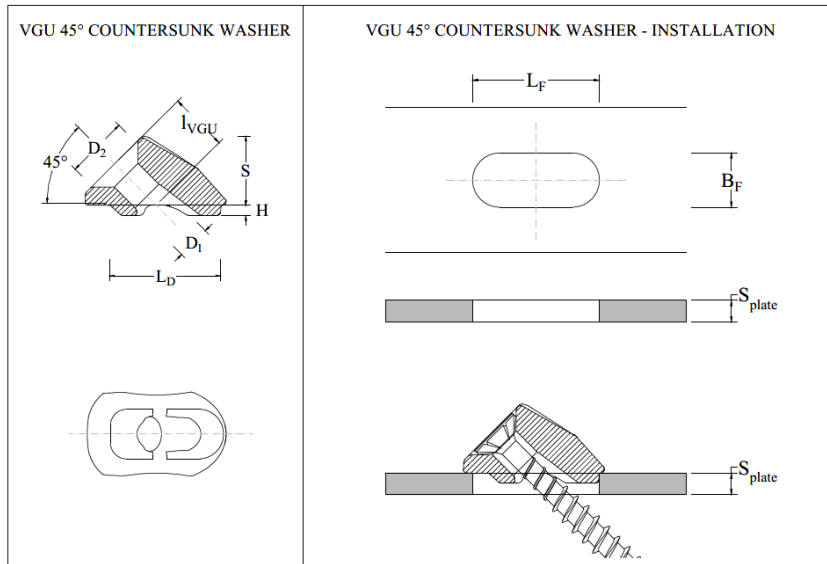 VGU 45° COUNTERSUNK WASHER
45°
D₂
l_VGU
S
H
D₁
L_D
VGU 45° COUNTERSUNK WASHER - INSTALLATION
L_F
B_F
S_plate
S_plate